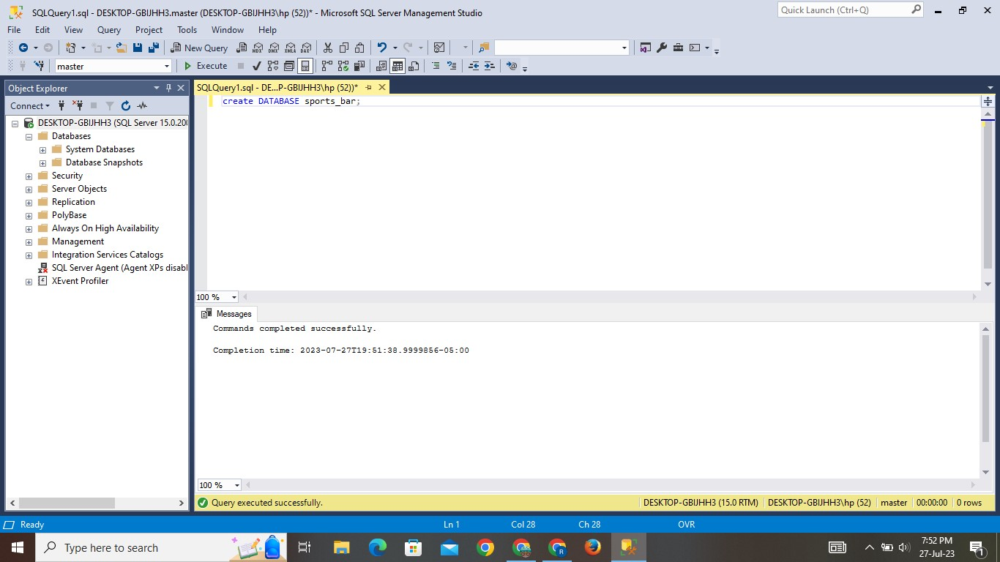 SQLQuery1.sql - DESKTOP-GBIJHH3.master (DESKTOP-GBIJHH3\hp (52))* - Microsoft SQL Server Management Studio
Quick Launch (Ctrl+Q)
File Edit View Query Project Tools Window Help
New Query MDX DMX XMLA DAX
master Execute
Object Explorer
SQLQuery1.sql - DE...P-GBIJHH3\hp (52))*
Connect
create DATABASE sports_bar;
DESKTOP-GBIJHH3 (SQL Server 15.0.200
Databases
System Databases
Database Snapshots
Security
Server Objects
Replication
PolyBase
Always On High Availability
Management
Integration Services Catalogs
SQL Server Agent (Agent XPs disabl
XEvent Profiler
100 %
Messages
Commands completed successfully.
Completion time: 2023-07-27T19:51:38.9999856-05:00
100 %
Query executed successfully. DESKTOP-GBIJHH3 (15.0 RTM) DESKTOP-GBIJHH3\hp (52) master 00:00:00 0 rows
Ready Ln 1 Col 28 Ch 28 OVR
Type here to search
7:52 PM
27-Jul-23
1